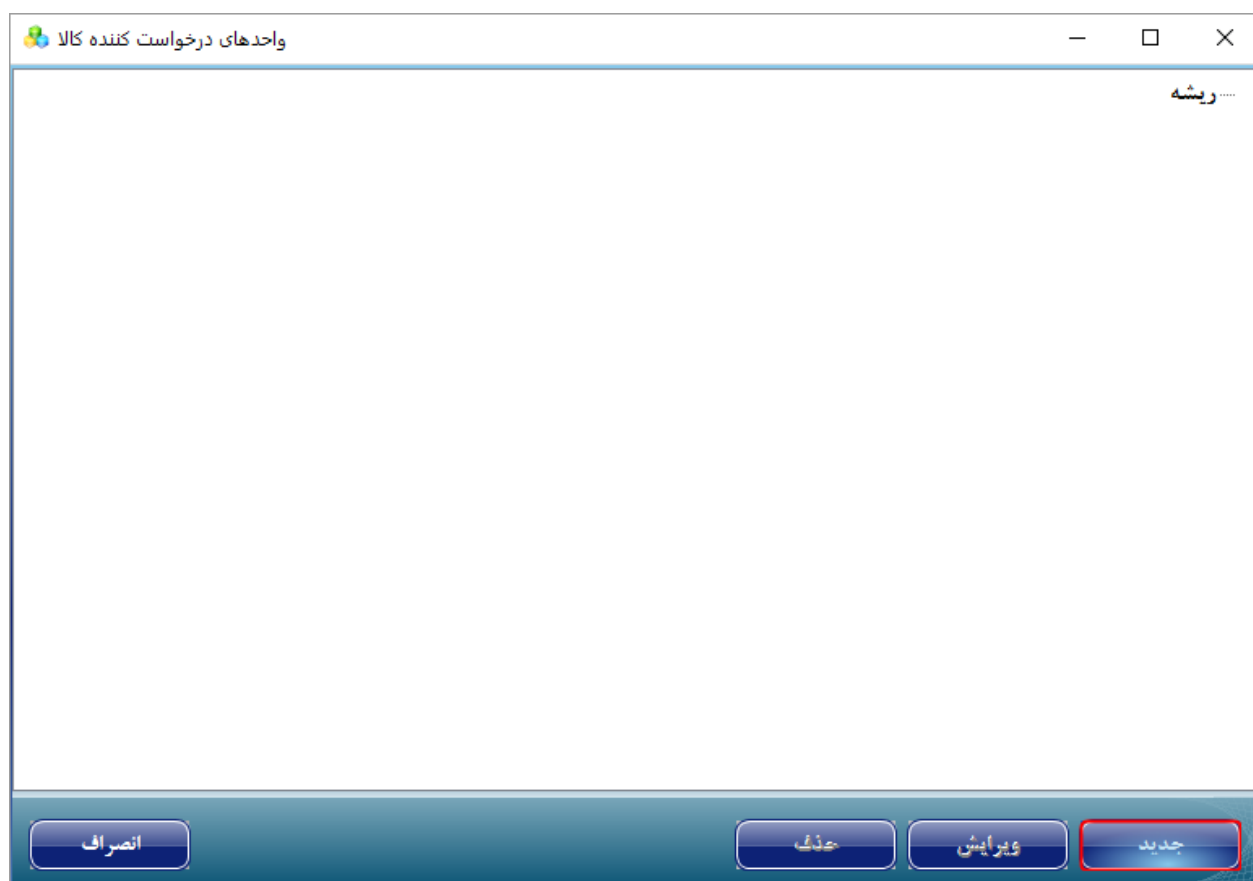 واحدهای درخواست کننده کالا
ریشه
جدید
ویرایش
حذف
انصراف